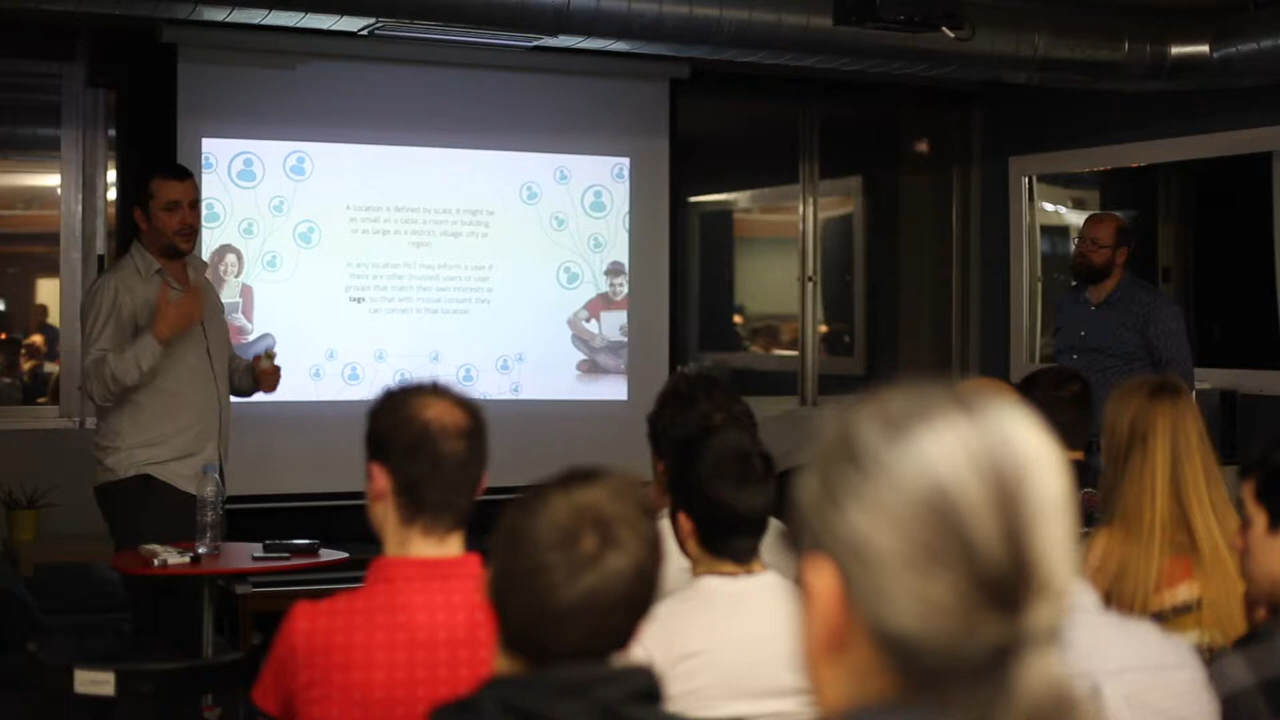 A location is defined by scale, it might be
as small as a table, a room or building,
or as large as a district, village, city or
region.
In any location may inform a user if
there are other (trusted) users or user
groups that match their own interests or
tags, so that with mutual consent they
can connect in that location.